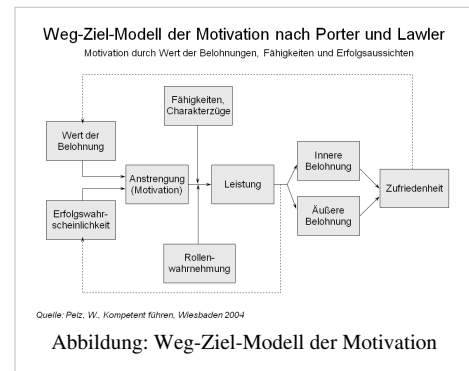 Weg-Ziel-Modell der Motivation nach Porter und Lawler
Motivation durch Wert der Belohnungen, Fähigkeiten und Erfolgsaussichten
Fähigkeiten,
Charakterzüge
Wert der
Belohnung
Anstrengung
(Motivation)
Leistung
Innere
Belohnung
Zufriedenheit
Erfolgswahr-
scheinlichkeit
Äußere
Belohnung
Rollen-
wahrnehmung
Quelle: Pelz, W., Kompetent führen, Wiesbaden 2004
Abbildung: Weg-Ziel-Modell der Motivation